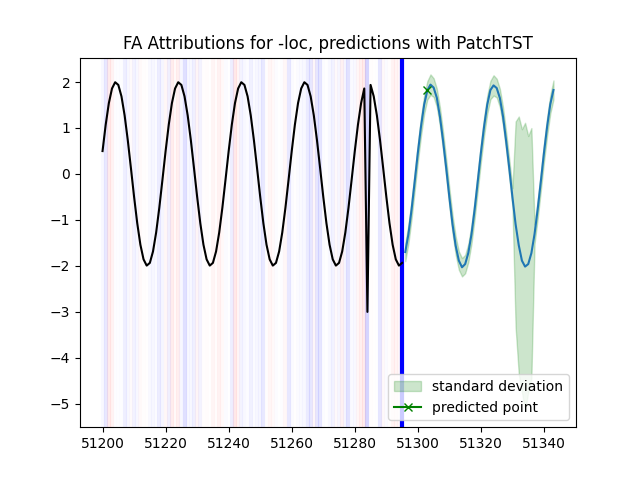 FA Attributions for -loc, predictions with PatchTST
2
1
0
−1
−2
−3
−4
−5
standard deviation
predicted point
51200 51220 51240 51260 51280 51300 51320 51340